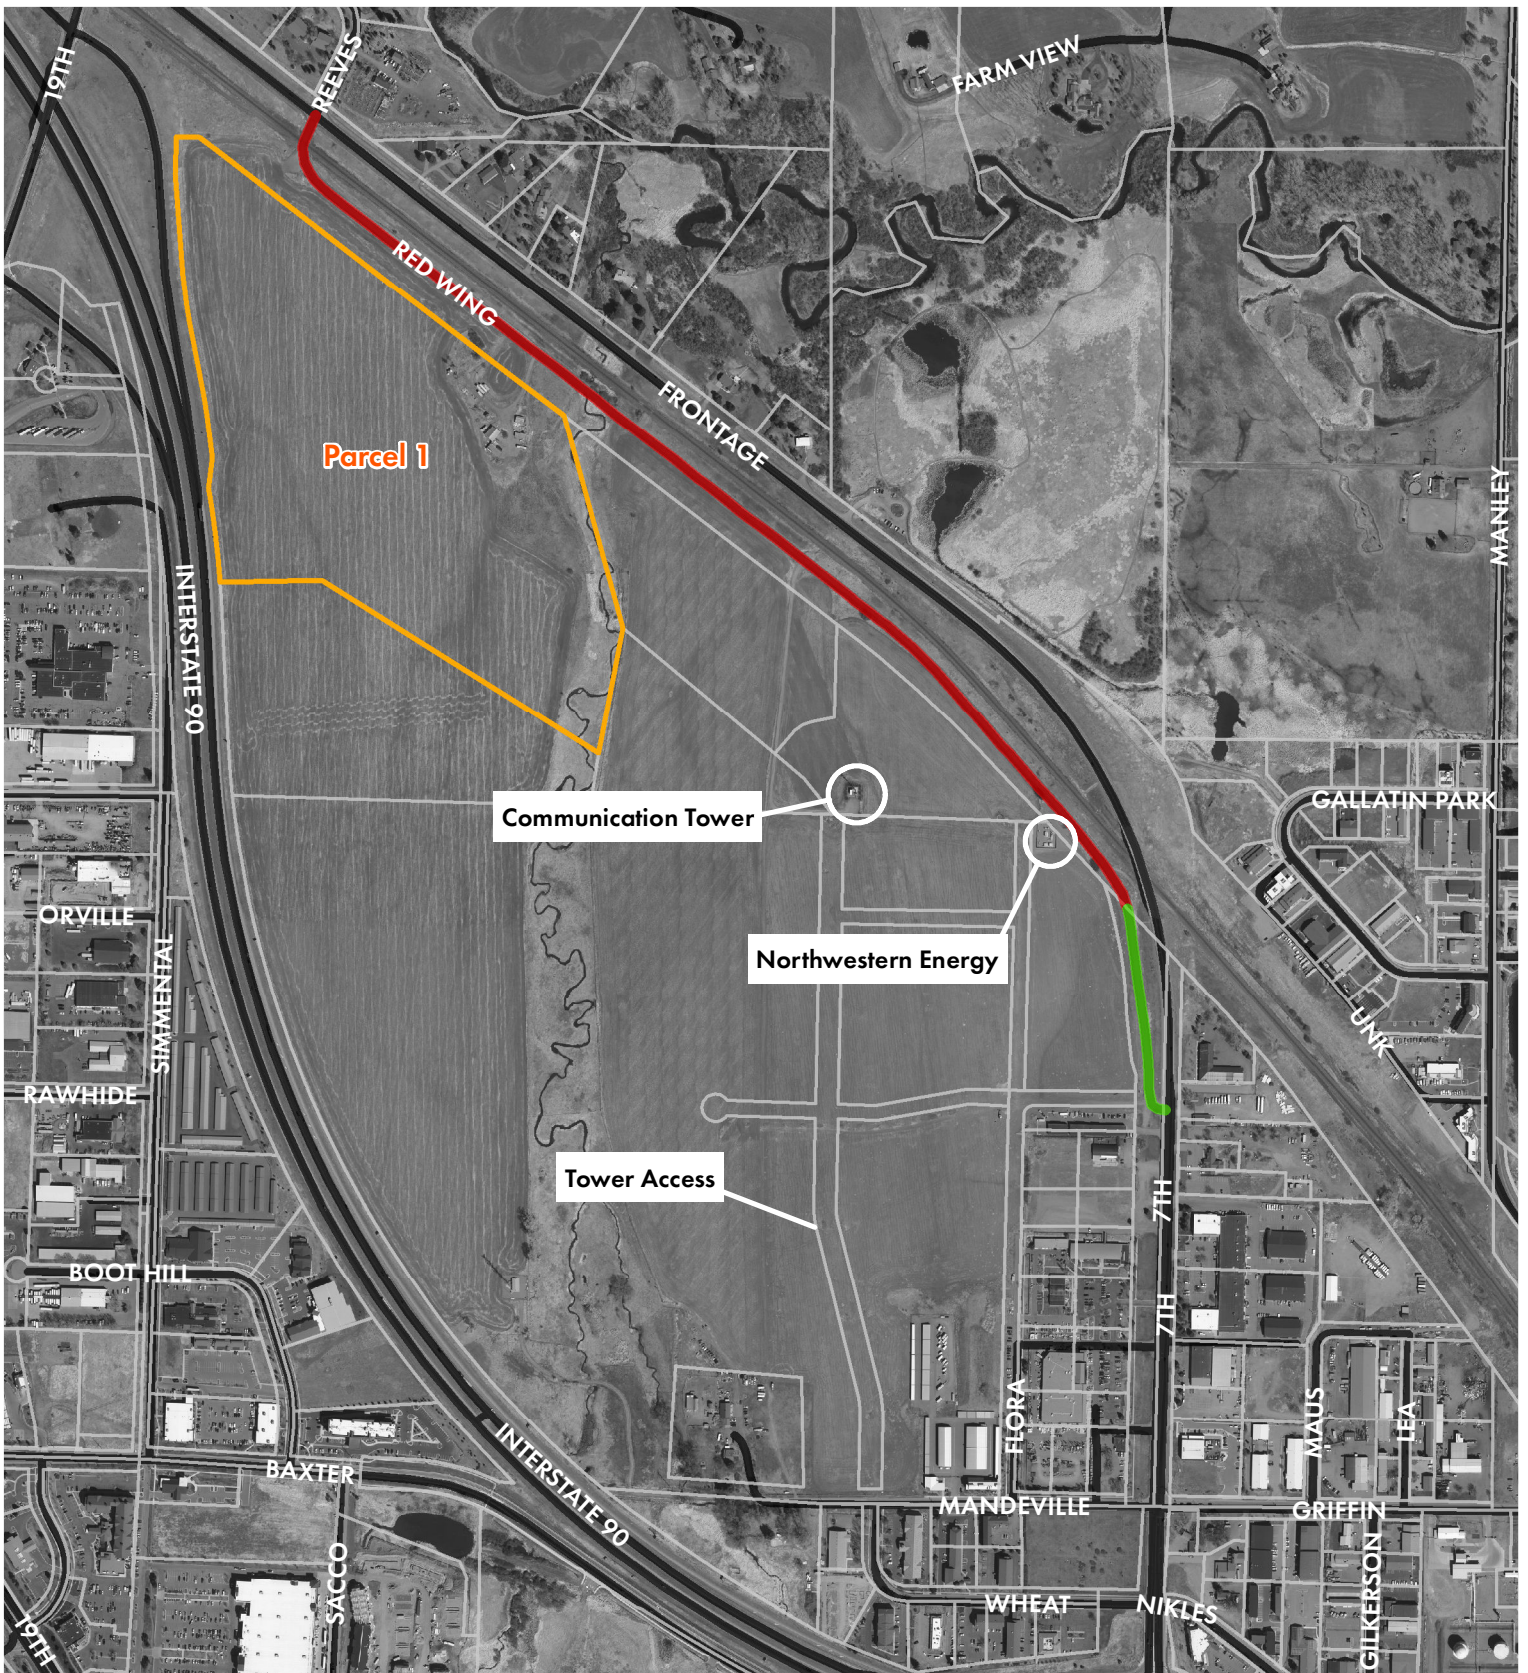 19TH
REEVES
FARM VIEW
RED WING
FRONTAGE
Parcel 1
MANLEY
INTERSTATE 90
GALLATIN PARK
Communication Tower
ORVILLE
SIMMENTAL
Northwestern Energy
UNK
RAWHIDE
Tower Access
7TH
BOOT HILL
7TH
FLORA
MAUS
LEA
BAXTER
INTERSTATE 90
MANDEVILLE
GRIFFIN
SACCO
GILKERSON
WHEAT
NIKLES
19TH